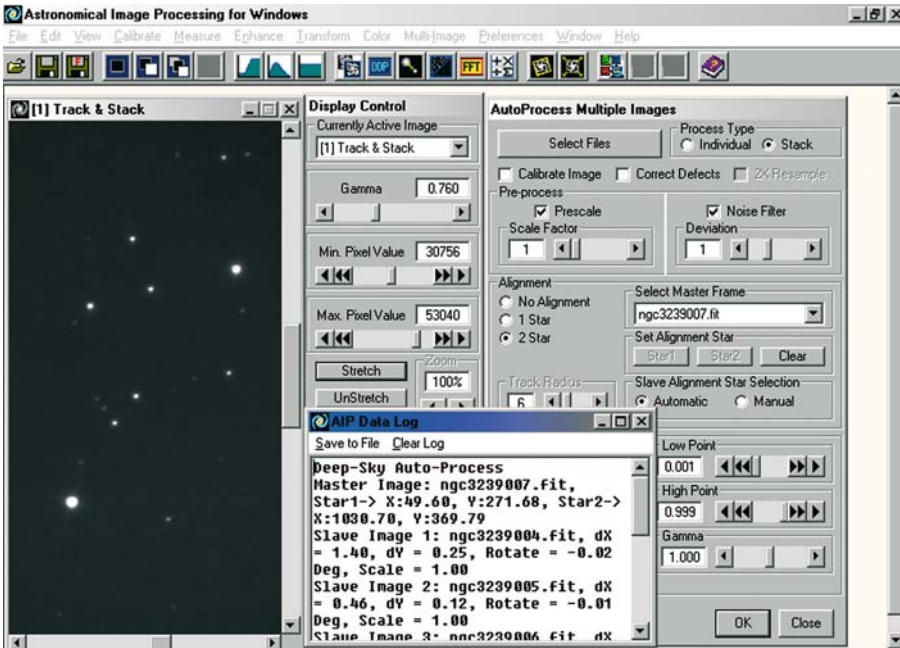 Astronomical Image Processing for Windows
File Edit View Calibrate Measure Enhance Transform Color Multi-Image Preferences Window Help
DDP FFT
[1] Track & Stack
Display Control
Currently Active Image
[1] Track & Stack
Gamma 0.760
Min. Pixel Value 30756
Max. Pixel Value 53040
Stretch
UnStretch
Zoom
100%
AutoProcess Multiple Images
Select Files
Process Type
Individual Stack
Calibrate Image Correct Defects 2X Resample
Pre-process
Prescale
Scale Factor
1
Noise Filter
Deviation
1
Alignment
No Alignment
1 Star
2 Star
Select Master Frame
ngc3239007.fit
Set Alignment Star
Star1 Star2 Clear
Track Radius
6
Slave Alignment Star Selection
Automatic Manual
Low Point
0.001
High Point
0.999
Gamma
1.000
OK Close
AIP Data Log
Save to File Clear Log
Deep-Sky Auto-Process
Master Image: ngc3239007.fit,
Star1-> X:49.60, Y:271.68, Star2->
X:1030.70, Y:369.79
Slave Image 1: ngc3239004.fit, dX
= 1.40, dY = 0.25, Rotate = -0.02
Deg, Scale = 1.00
Slave Image 2: ngc3239005.fit, dX
= 0.46, dY = 0.12, Rotate = -0.01
Deg, Scale = 1.00
Slave Image 3: ngc3239006.fit, dX